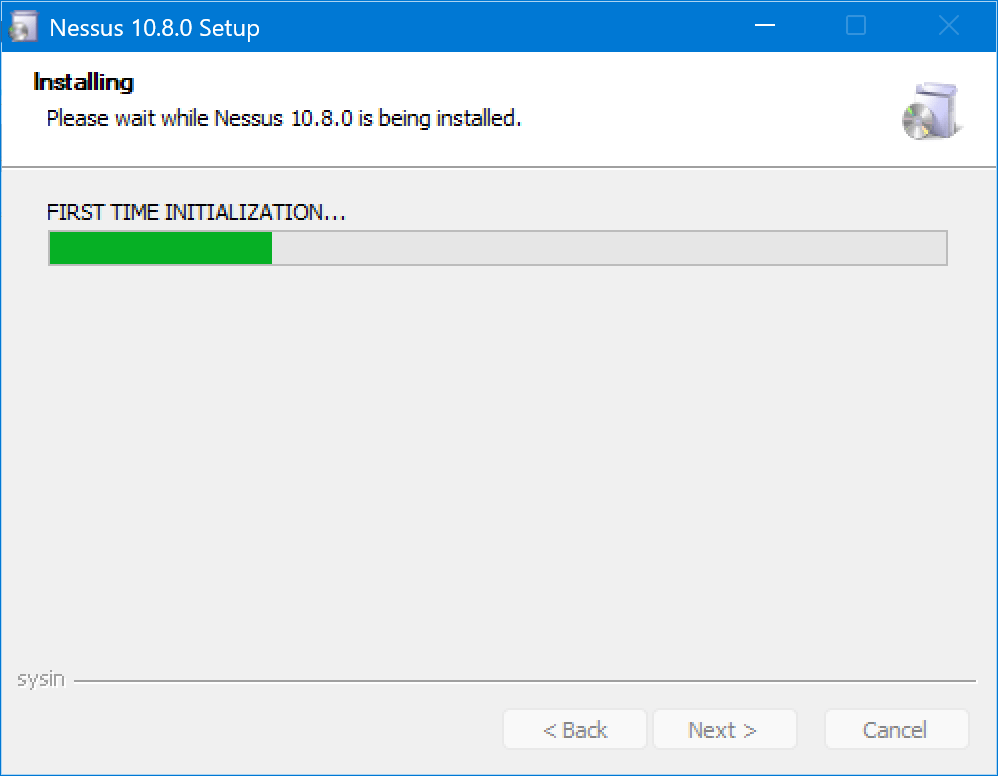 Nessus 10.8.0 Setup
Installing
Please wait while Nessus 10.8.0 is being installed.
FIRST TIME INITIALIZATION...
sysin
< Back Next > Cancel